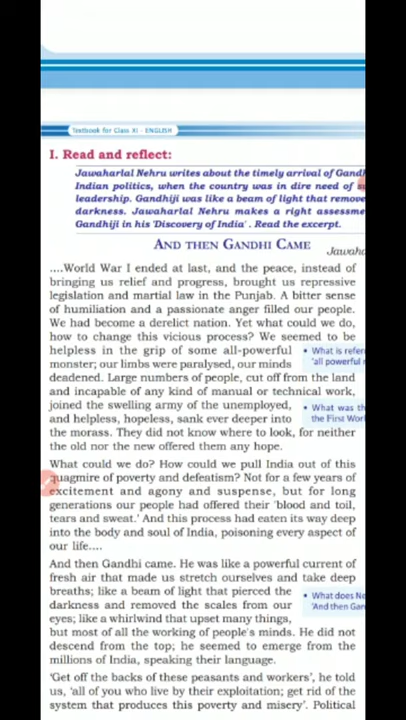 Textbook for Class XI - ENGLISH
I. Read and reflect:
Jawaharlal Nehru writes about the timely arrival of
Indian politics, when the country was in dire need of
leadership. Gandhiji was like a beam of light that
darkness. Jawaharlal Nehru makes a right
Gandhiji in his 'Discovery of India' . Read the excerpt.
AND THEN GANDHI CAME
....World War I ended at last, and the peace, instead of
bringing us relief and progress, brought us repressive
legislation and martial law in the Punjab. A bitter sense
of humiliation and a passionate anger filled our people.
We had become a derelict nation. Yet what could we do,
how to change this vicious process? We seemed to be
helpless in the grip of some all-powerful
monster; our limbs were paralysed, our minds
deadened. Large numbers of people, cut off from the land
and incapable of any kind of manual or technical work,
joined the swelling army of the unemployed,
and helpless, hopeless, sank ever deeper into
the morass. They did not know where to look, for neither
the old nor the new offered them any hope.
• What is
'all powerful
• What was
the First
What could we do? How could we pull India out of this
quagmire of poverty and defeatism? Not for a few years of
excitement and agony and suspense, but for long
generations our people had offered their 'blood and toil,
tears and sweat.' And this process had eaten its way deep
into the body and soul of India, poisoning every aspect of
our life....
And then Gandhi came. He was like a powerful current of
fresh air that made us stretch ourselves and take deep
breaths; like a beam of light that pierced the
darkness and removed the scales from our
eyes; like a whirlwind that upset many things,
but most of all the working of people's minds. He did not
descend from the top; he seemed to emerge from the
millions of India, speaking their language.
• What does
'And then
'Get off the backs of these peasants and workers', he told
us, 'all of you who live by their exploitation; get rid of the
system that produces this poverty and misery'. Political